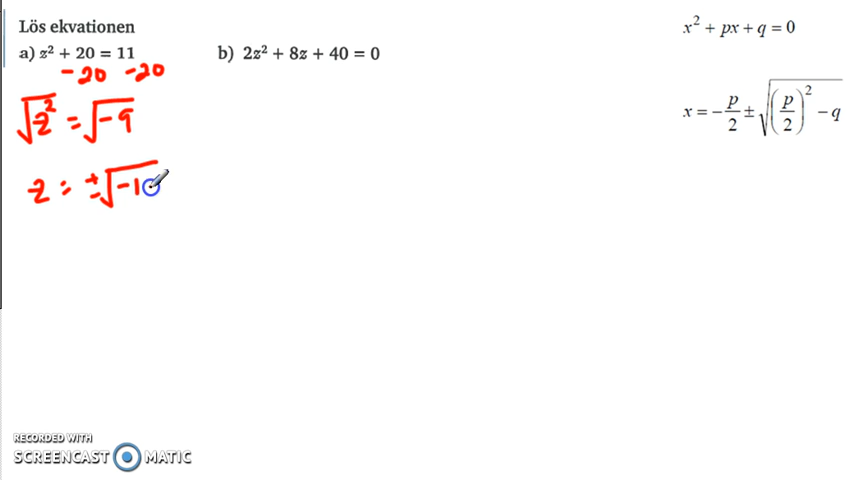 Lös ekvationen
a) z² + 20 = 11
b) 2z² + 8z + 40 = 0
-20 -20
√z² = √-9
z = ±√-1
x² + px + q = 0
x = -p/2 ± √((p/2)² - q)
RECORDED WITH
SCREENCAST MATIC